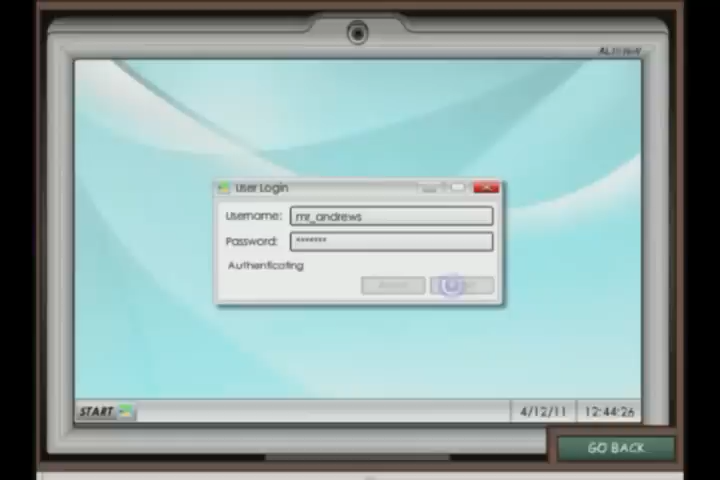 User Login
Username: mr_andrews
Password: *******
Authenticating
START 4/12/11 12:44:26
GO BACK